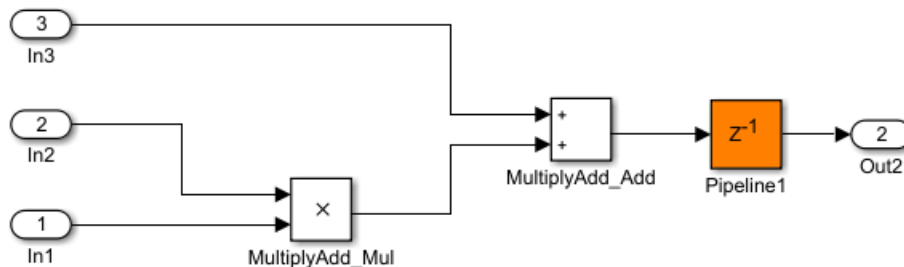 3
In3
2
In2
1
In1
×
MultiplyAdd_Mul
+
+
MultiplyAdd_Add
Z-1
Pipeline1
2
Out2